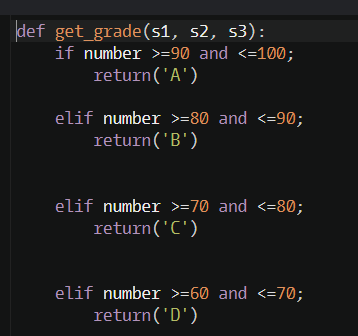 def get_grade(s1, s2, s3):
    if number >=90 and <=100;
        return('A')
    elif number >=80 and <=90;
        return('B')
    elif number >=70 and <=80;
        return('C')
    elif number >=60 and <=70;
        return('D')